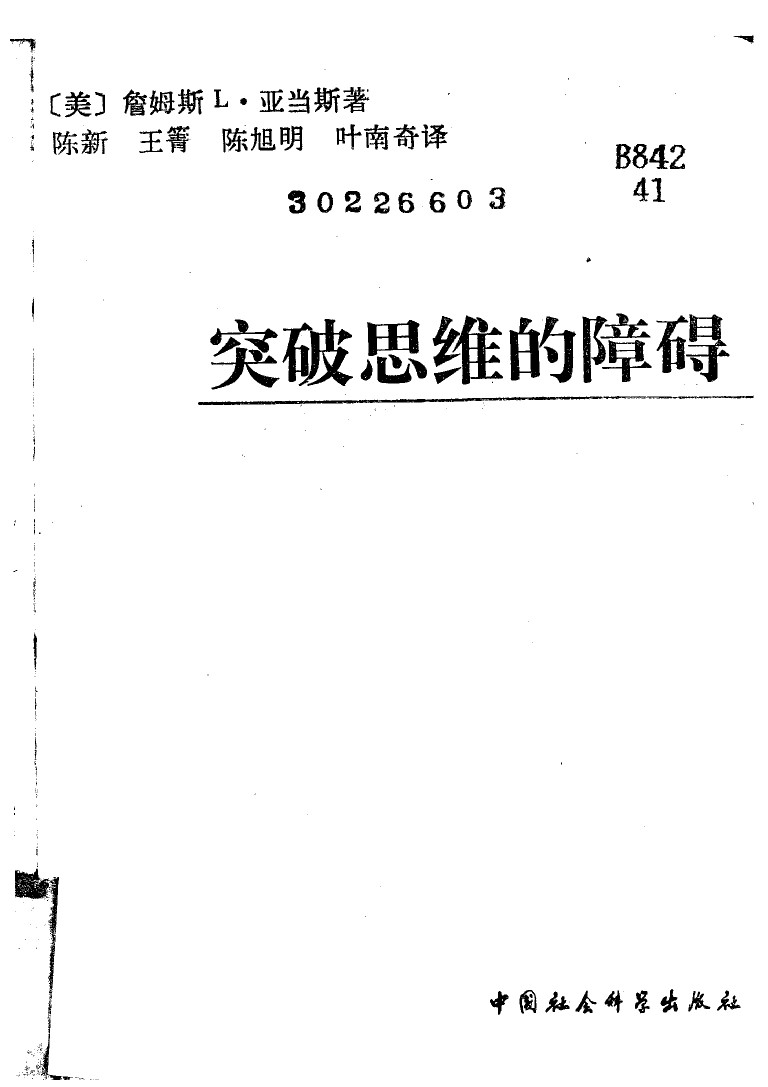 〔美〕詹姆斯 L·亚当斯著
陈新 王箐 陈旭明 叶南奇译
B842
41
30226603
突破思维的障碍
中国社会科学出版社